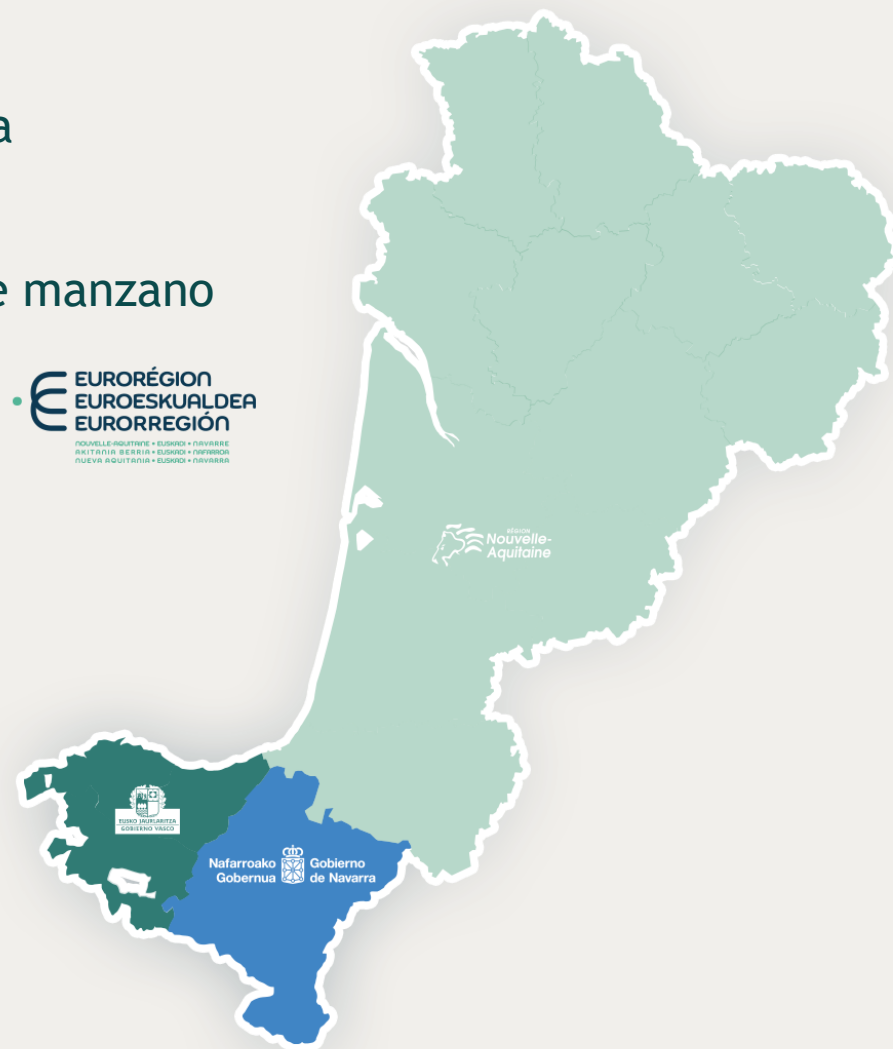 a
e manzano
EURORÉGION
EUROESKUALDEA
EURORREGIÓN
NOUVELLE-AQUITAINE • EUSKADI • NAVARRE
AKITANIA BERRIA • EUSKADI • NAFARROA
NUEVA AQUITANIA • EUSKADI • NAVARRA
RÉGION
Nouvelle-
Aquitaine
EUSKO JAURLARITZA
GOBIERNO VASCO
Nafarroako Gobierno
Gobernua de Navarra